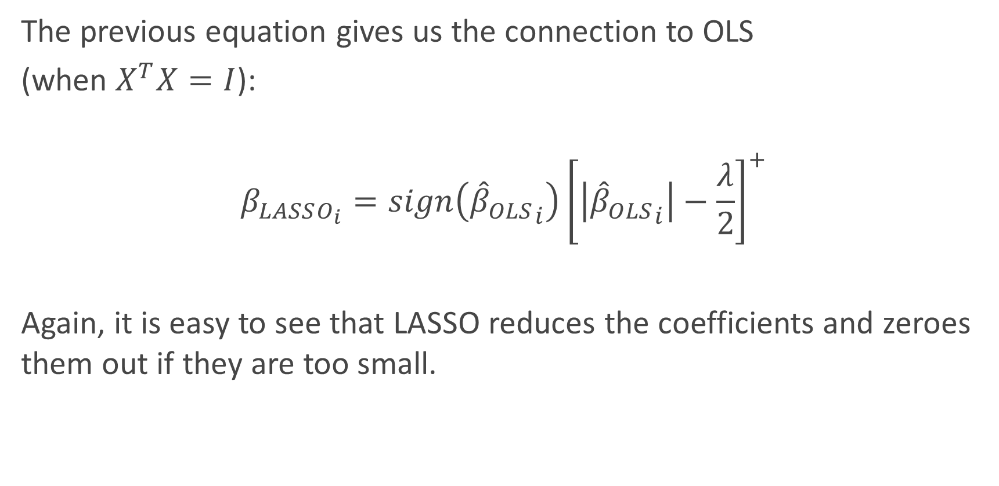 The previous equation gives us the connection to OLS
(when $X^T X = I$):
$\beta_{LASSO_i} = sign(\hat{\beta}_{OLS_i}) \left[ |\hat{\beta}_{OLS_i}| - \frac{\lambda}{2} \right]^+$
Again, it is easy to see that LASSO reduces the coefficients and zeroes
them out if they are too small.